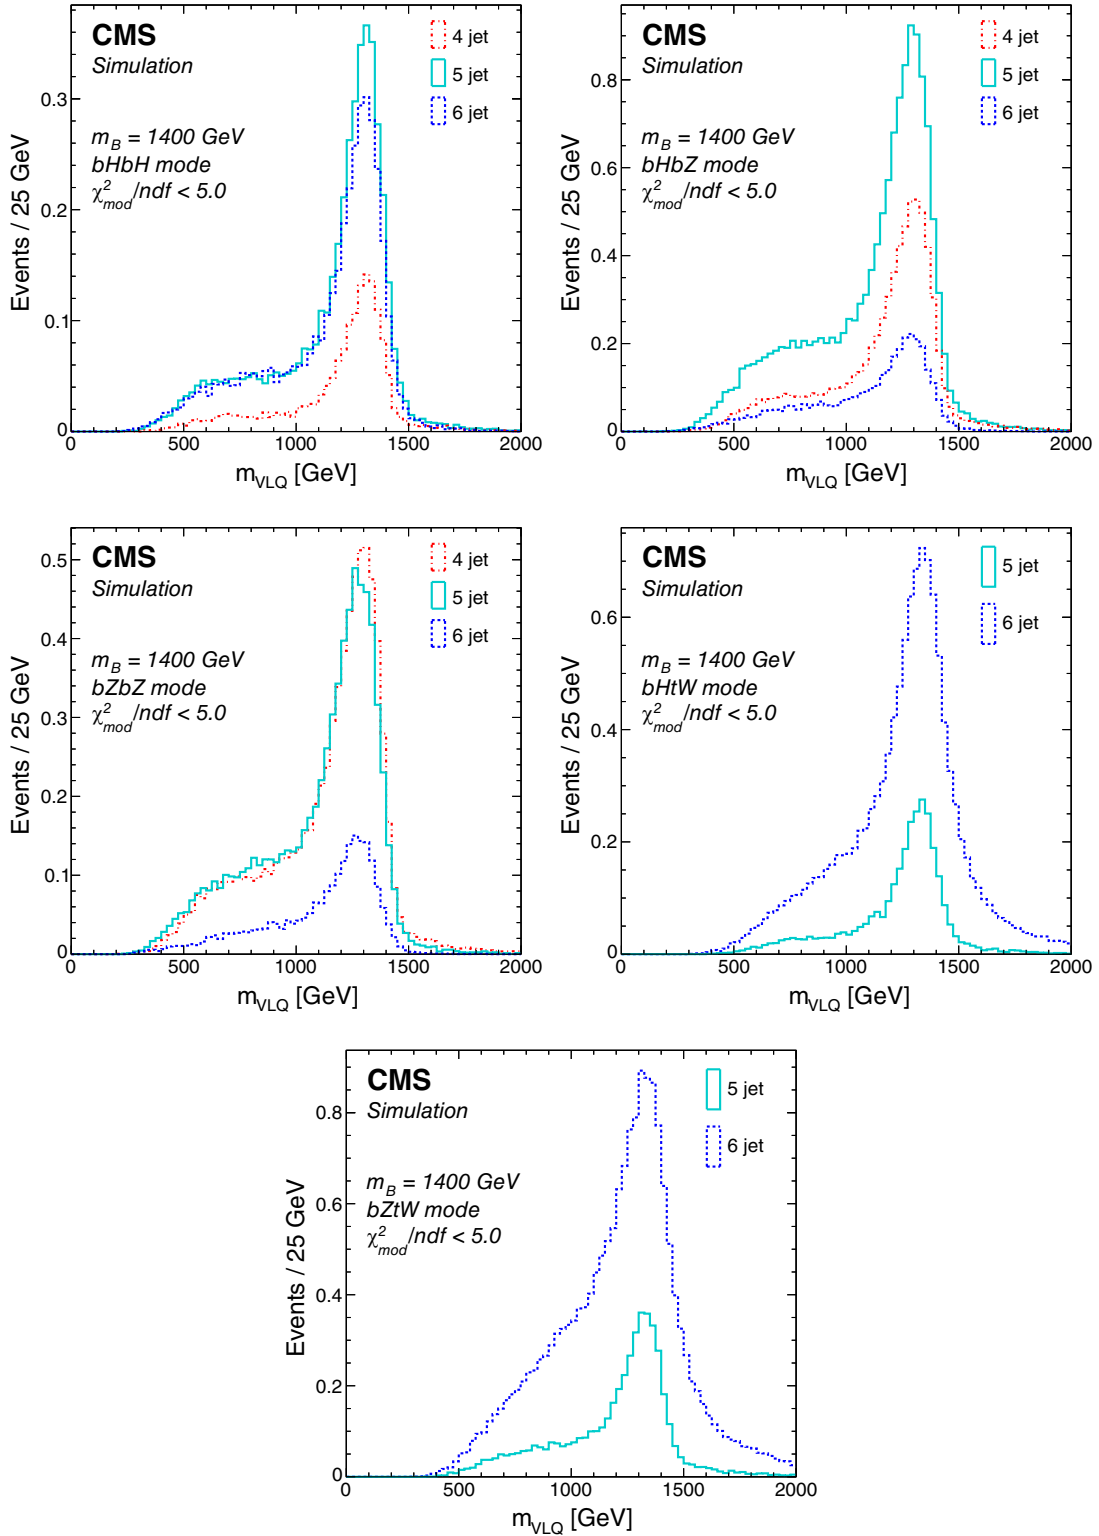 CMS
Simulation
m_B = 1400 GeV
bHbH mode
χ²_mod/ndf < 5.0
4 jet
5 jet
6 jet
Events / 25 GeV
0.3
0.2
0.1
0
0 500 1000 1500 2000
m_VLQ [GeV]
CMS
Simulation
m_B = 1400 GeV
bHbZ mode
χ²_mod/ndf < 5.0
4 jet
5 jet
6 jet
Events / 25 GeV
0.8
0.6
0.4
0.2
0
0 500 1000 1500 2000
m_VLQ [GeV]
CMS
Simulation
m_B = 1400 GeV
bZbZ mode
χ²_mod/ndf < 5.0
4 jet
5 jet
6 jet
Events / 25 GeV
0.5
0.4
0.3
0.2
0.1
0
0 500 1000 1500 2000
m_VLQ [GeV]
CMS
Simulation
m_B = 1400 GeV
bHtW mode
χ²_mod/ndf < 5.0
5 jet
6 jet
Events / 25 GeV
0.6
0.4
0.2
0
0 500 1000 1500 2000
m_VLQ [GeV]
CMS
Simulation
m_B = 1400 GeV
bZtW mode
χ²_mod/ndf < 5.0
5 jet
6 jet
Events / 25 GeV
0.8
0.6
0.4
0.2
0
0 500 1000 1500 2000
m_VLQ [GeV]